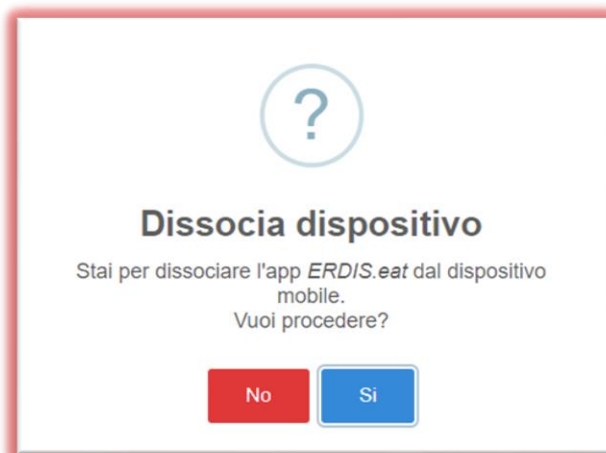 ?
Dissocia dispositivo
Stai per dissociare l'app ERDIS.eat dal dispositivo
mobile.
Vuoi procedere?
No Si